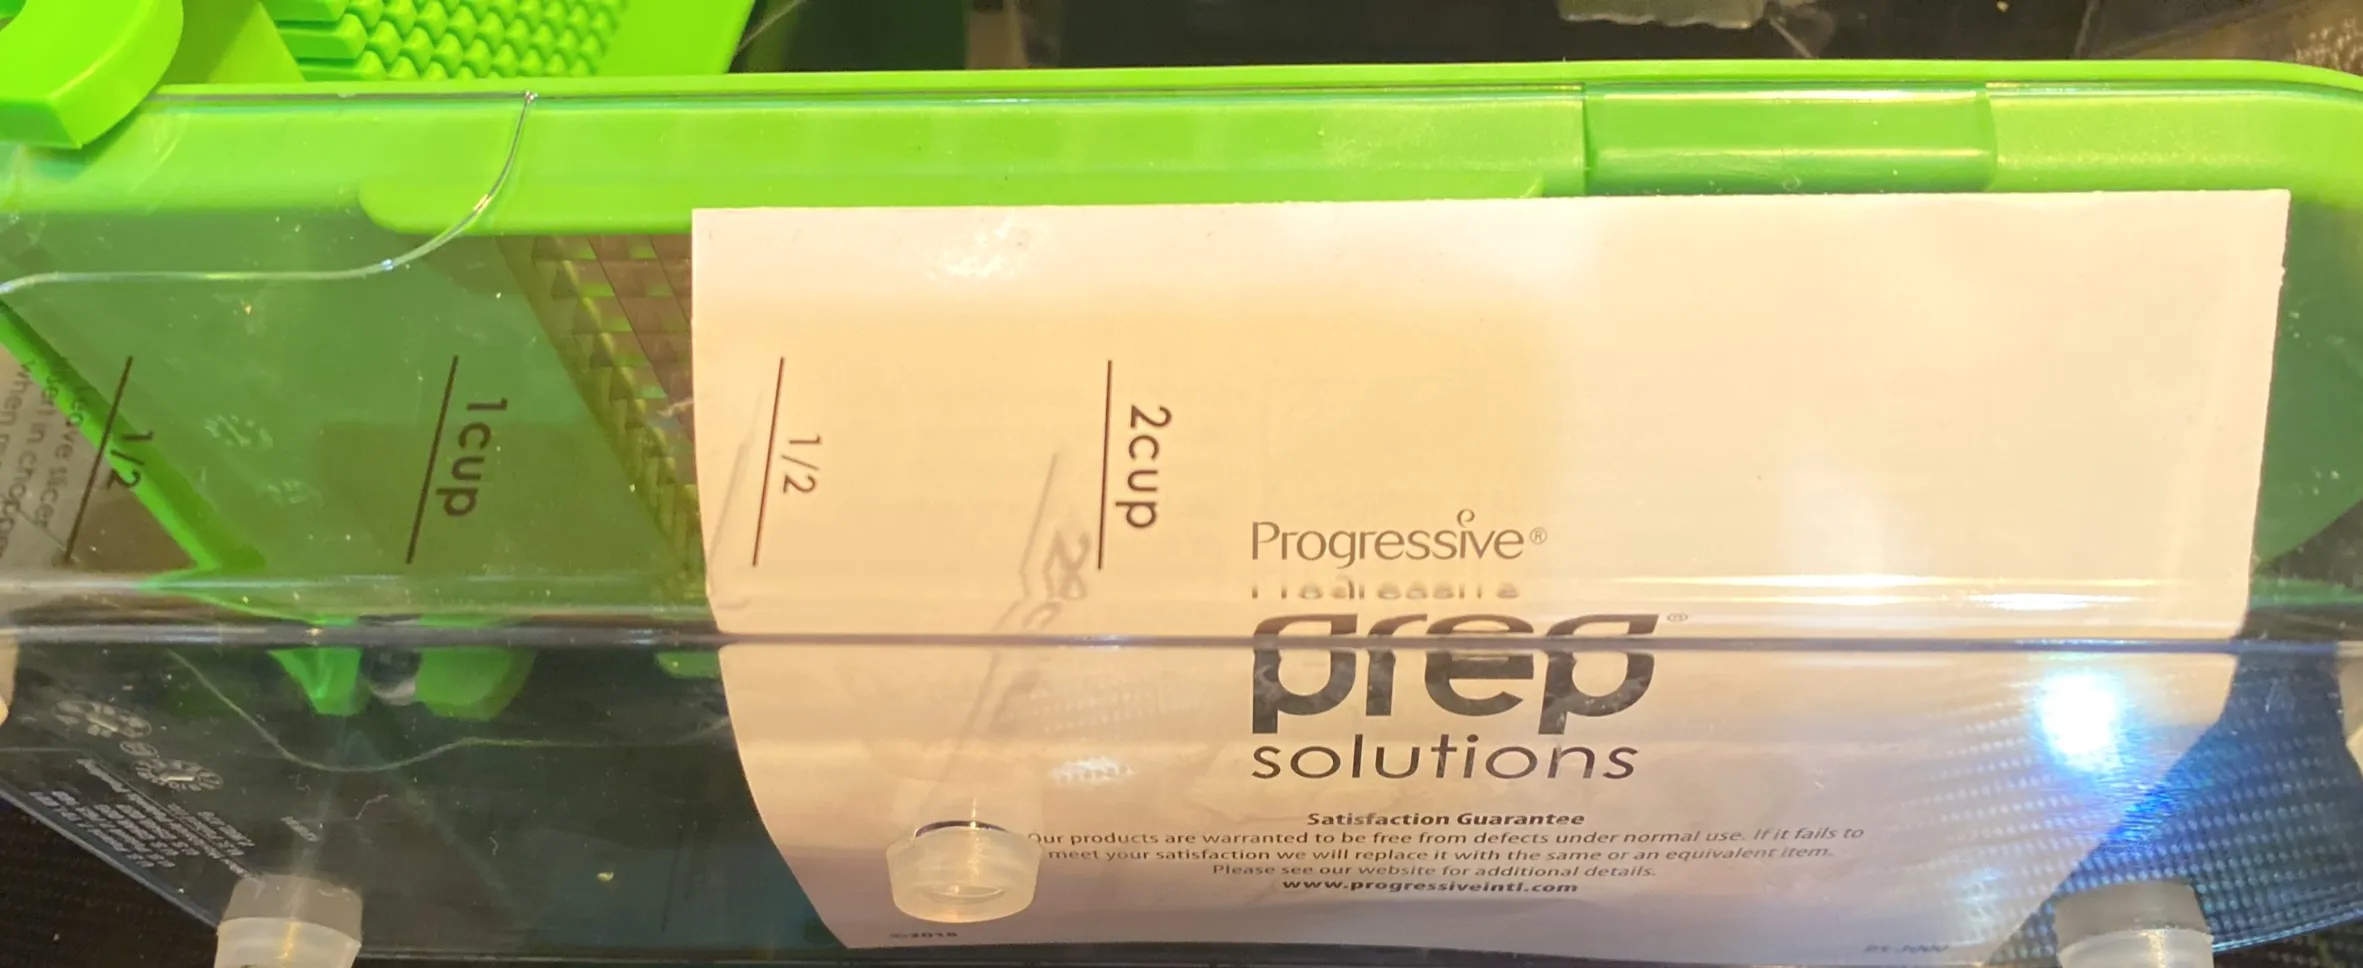 1/2
1cup
1/2
2cup
Progressive®
prep®
solutions
Satisfaction Guarantee
Our products are warranted to be free from defects under normal use. If it fails to
meet your satisfaction we will replace it with the same or an equivalent item.
Please see our website for additional details.
www.progressiveintl.com